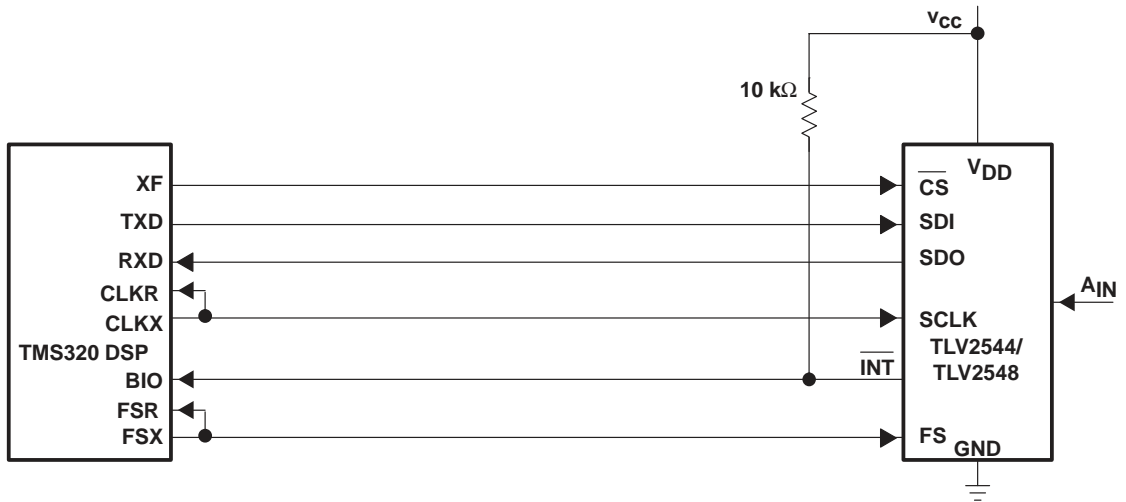 vCC
10 kΩ
VDD
XF
CS
TXD
SDI
RXD
SDO
CLKR
AIN
CLKX
SCLK
TMS320 DSP
TLV2544/
TLV2548
INT
BIO
FSR
FSX
FS
GND